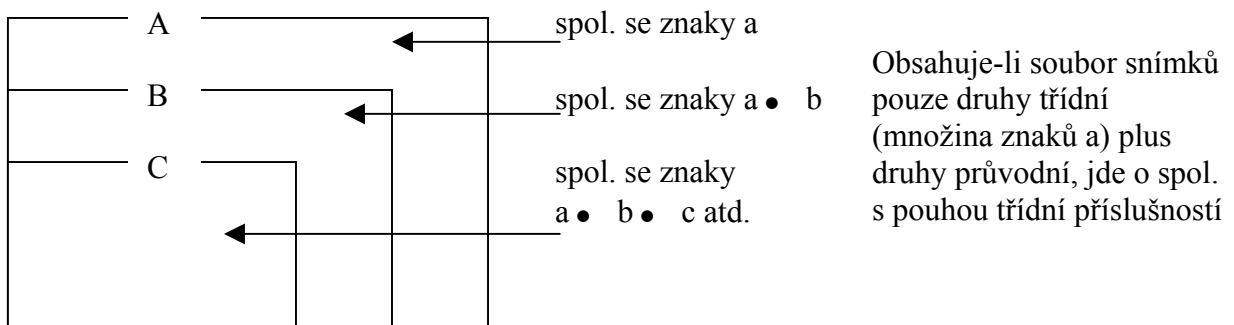 A
B
C
spol. se znaky a
spol. se znaky a ● b
spol. se znaky
a ● b ● c atd.
Obsahuje-li soubor snímků
pouze druhy třídní
(množina znaků a) plus
druhy průvodní, jde o spol.
s pouhou třídní příslušností